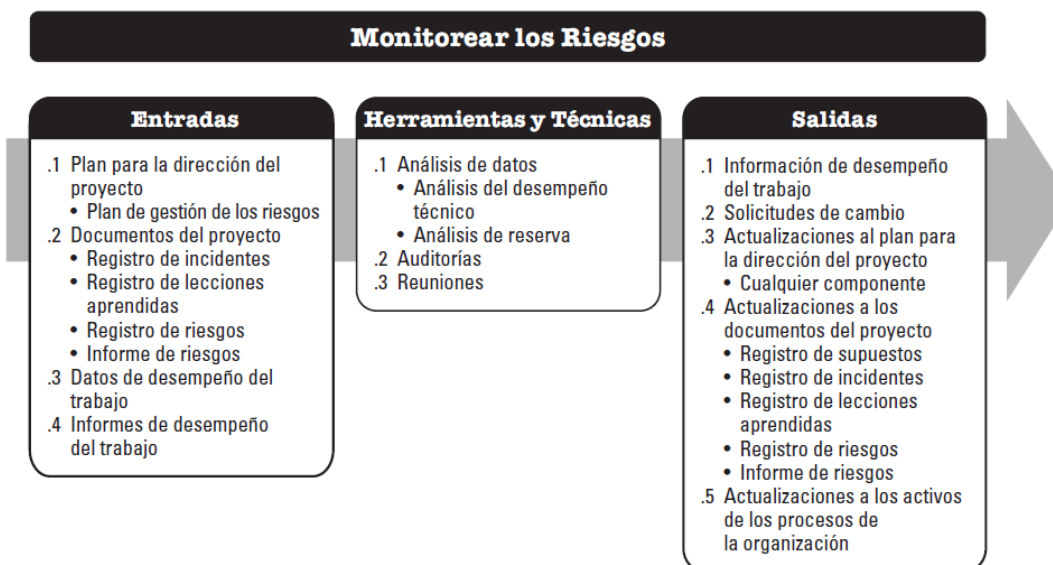 Monitorear los Riesgos
Entradas
.1 Plan para la dirección del
proyecto
• Plan de gestión de los riesgos
.2 Documentos del proyecto
• Registro de incidentes
• Registro de lecciones
aprendidas
• Registro de riesgos
• Informe de riesgos
.3 Datos de desempeño del
trabajo
.4 Informes de desempeño
del trabajo
Herramientas y Técnicas
.1 Análisis de datos
• Análisis del desempeño
técnico
• Análisis de reserva
.2 Auditorías
.3 Reuniones
Salidas
.1 Información de desempeño
del trabajo
.2 Solicitudes de cambio
.3 Actualizaciones al plan para
la dirección del proyecto
• Cualquier componente
.4 Actualizaciones a los
documentos del proyecto
• Registro de supuestos
• Registro de incidentes
• Registro de lecciones
aprendidas
• Registro de riesgos
• Informe de riesgos
.5 Actualizaciones a los activos
de los procesos de
la organización